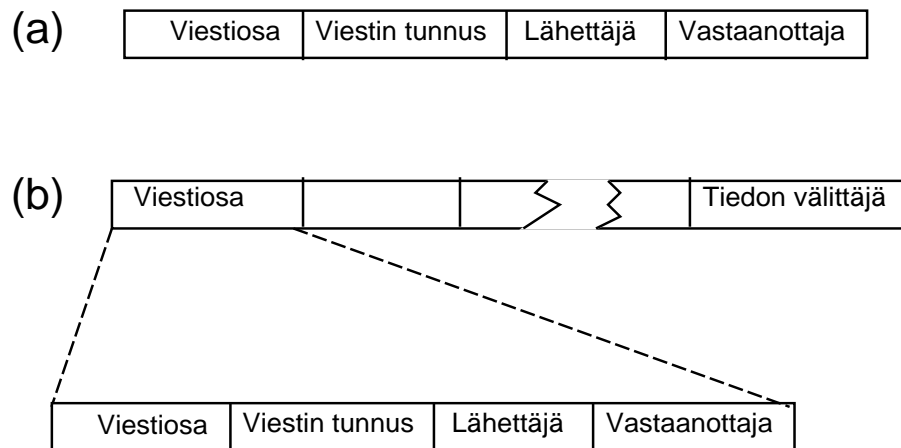 (a) Viestiosa Viestin tunnus Lähettäjä Vastaanottaja
(b) Viestiosa Tiedon välittäjä
Viestiosa Viestin tunnus Lähettäjä Vastaanottaja